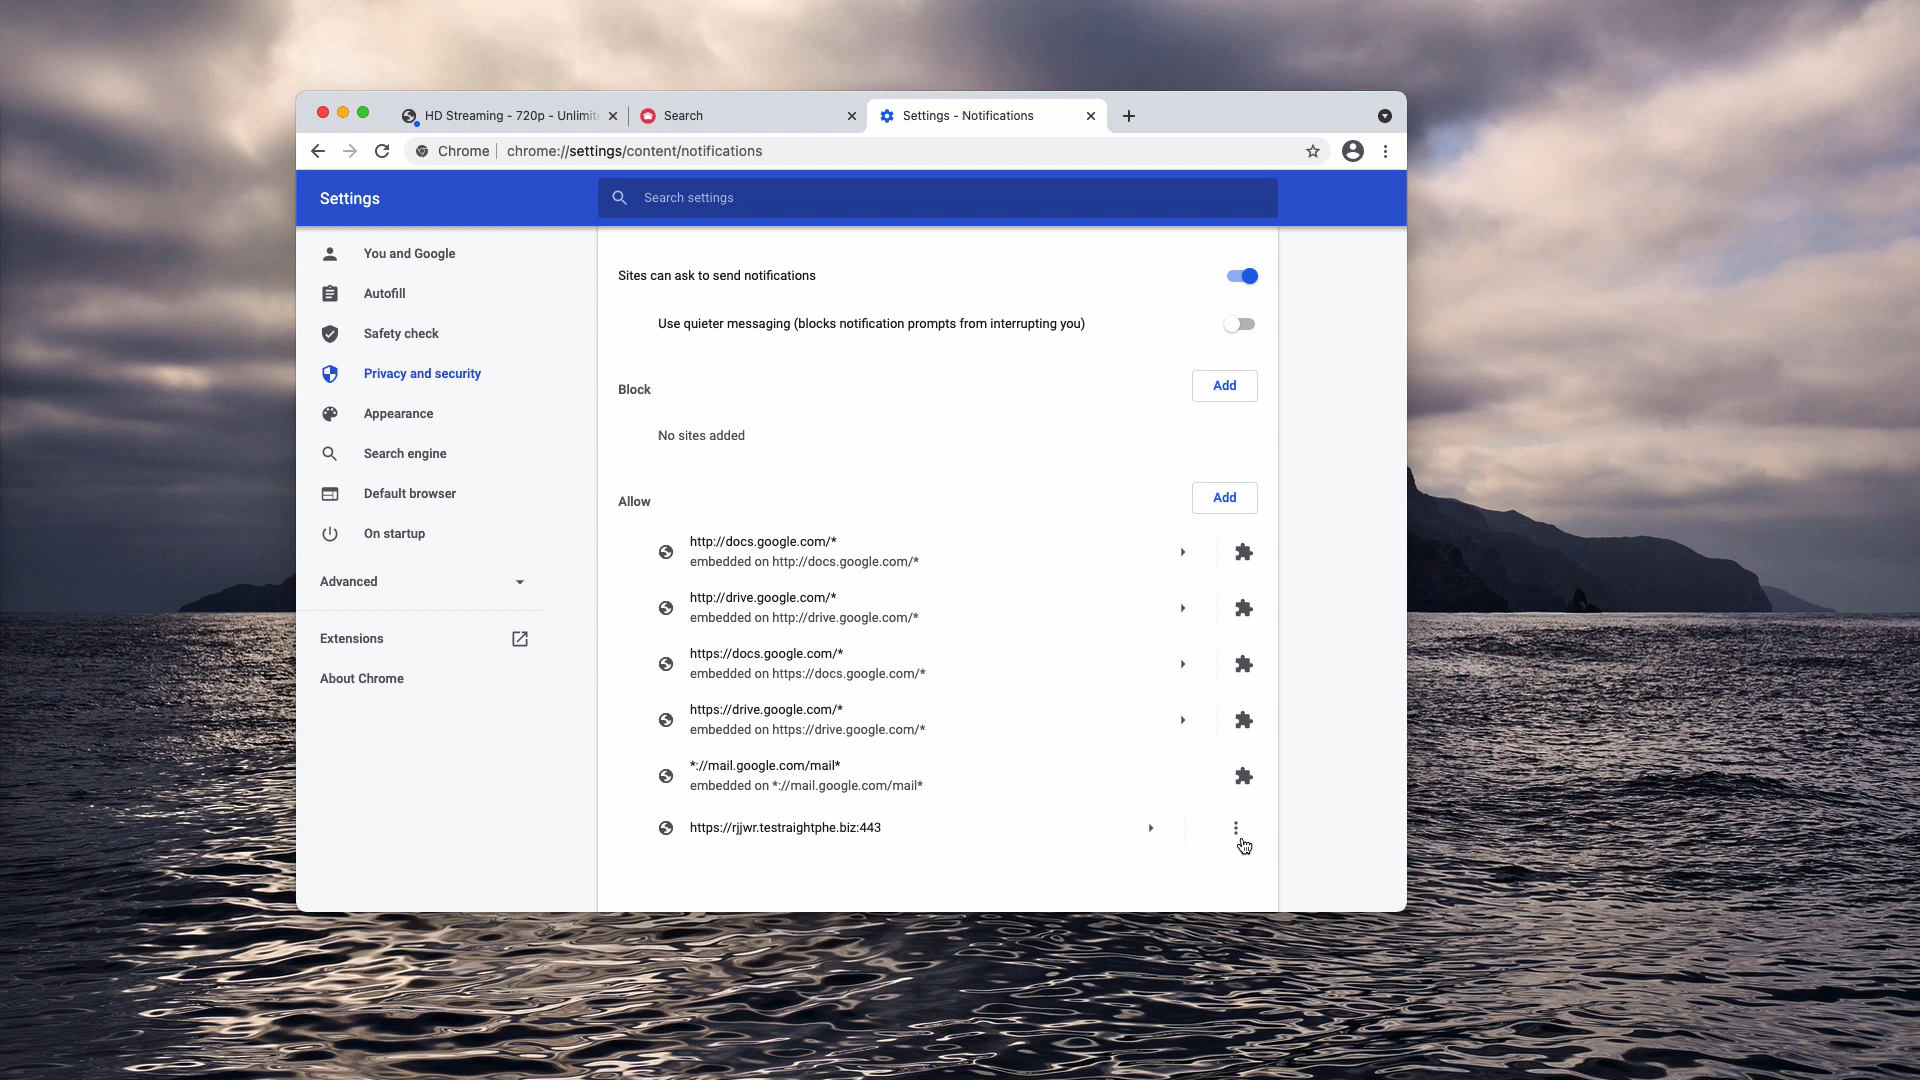 HD Streaming - 720p - Unlimit
Search
Settings - Notifications
Chrome
chrome://settings/content/notifications
Settings
Search settings
You and Google
Autofill
Safety check
Privacy and security
Appearance
Search engine
Default browser
On startup
Advanced
Extensions
About Chrome
Sites can ask to send notifications
Use quieter messaging (blocks notification prompts from interrupting you)
Block
Add
No sites added
Allow
Add
http://docs.google.com/*
embedded on http://docs.google.com/*
http://drive.google.com/*
embedded on http://drive.google.com/*
https://docs.google.com/*
embedded on https://docs.google.com/*
https://drive.google.com/*
embedded on https://drive.google.com/*
*://mail.google.com/mail*
embedded on *://mail.google.com/mail*
https://rjjwr.testraightphe.biz:443